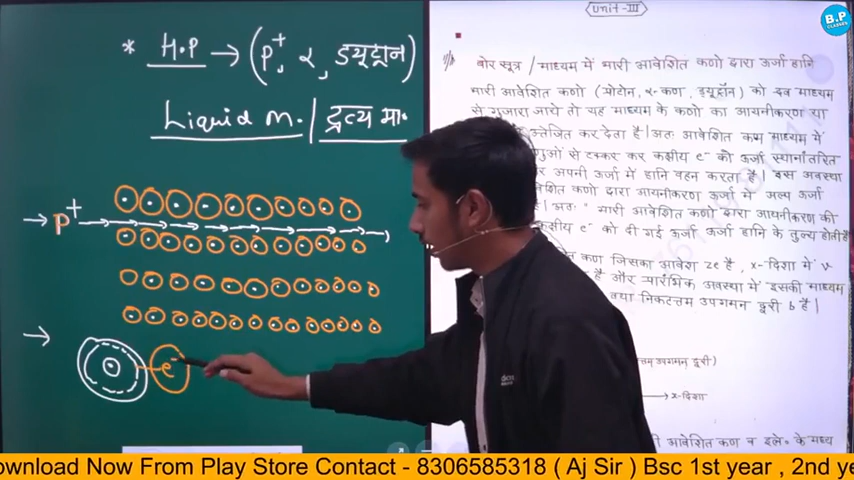 * H.P → (P⁺, α, ड्यूट्रान)
Liquid m. | द्रव्य मा.
→ P⁺
→
e⁻
Unit-III
बोर सूत्र / माध्यम में भारी आवेशित कणो द्वारा ऊर्जा हानि
भारी आवेशित कणो (प्रोटोन, α-कण, ड्यूट्रॉन) को द्रव माध्यम
से गुजारा जाये तो यह माध्यम के कणो का आयनीकरण या
उत्तेजित कर देता है। अतः आवेशित कण माध्यम में
से टक्कर कर कक्षीय e⁻ को ऊर्जा स्थानांतरित
अपनी ऊर्जा में हानि वहन करता है। इस अवस्था
आवेशित कणो द्वारा आयनीकरण ऊर्जा में अल्प ऊर्जा
है। अतः " भारी आवेशित कणो द्वारा आयनीकरण की
कक्षीय e⁻ को दी गई ऊर्जा ऊर्जा हानि के तुल्य होती है
कण जिसका आवेश ze है, x-दिशा में v
है और प्रारंभिक अवस्था में इसकी माध्यम
तथा निकटतम उपगमन दूरी b है।
उपगमन दूरी)
→ x-दिशा
आवेशित कण व इले० के मध्य
B.P
CLASSES
ownload Now From Play Store Contact - 8306585318 ( Aj Sir ) Bsc 1st year , 2nd ye